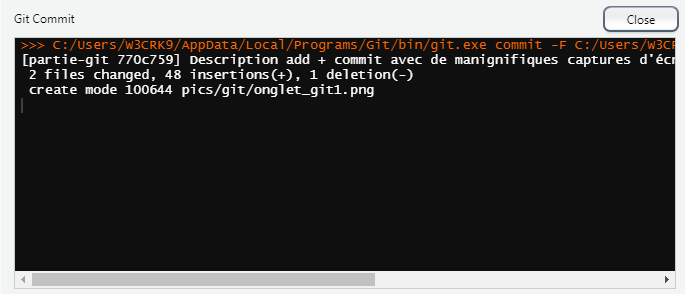 Git Commit
Close
>>> C:/Users/W3CRK9/AppData/Local/Programs/Git/bin/git.exe commit -F C:/Users/W3CR
[partie-git 770c759] Description add + commit avec de manignifiques captures d'écr
2 files changed, 48 insertions(+), 1 deletion(-)
create mode 100644 pics/git/onglet_git1.png